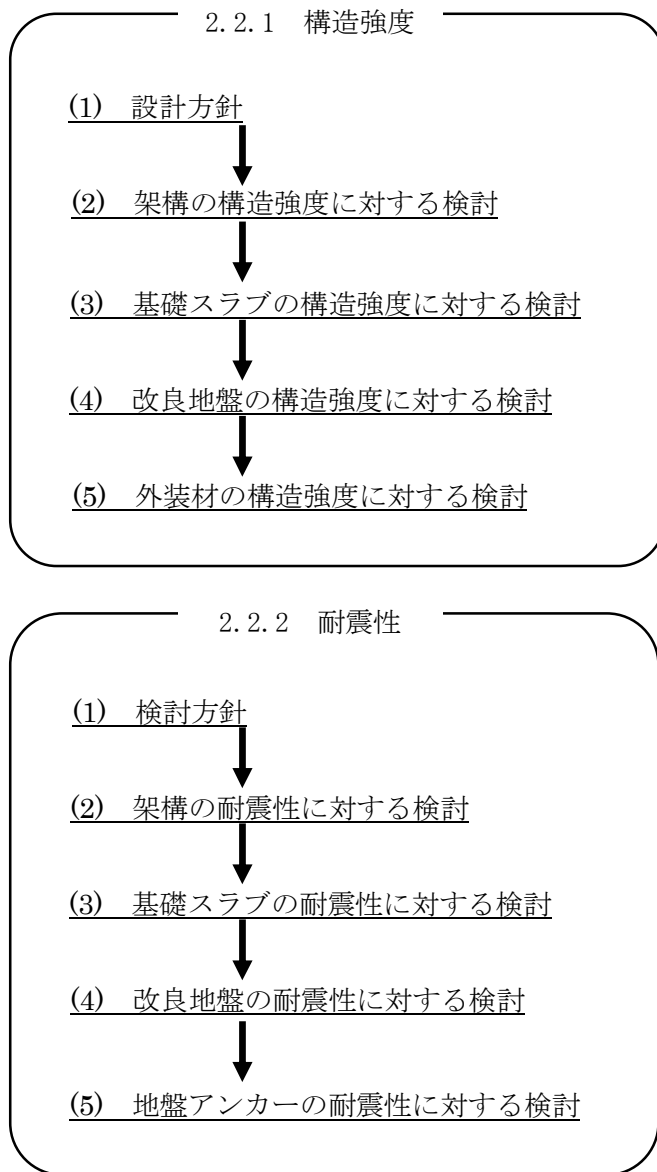 2.2.1 構造強度
(1) 設計方針
(2) 架構の構造強度に対する検討
(3) 基礎スラブの構造強度に対する検討
(4) 改良地盤の構造強度に対する検討
(5) 外装材の構造強度に対する検討
2.2.2 耐震性
(1) 検討方針
(2) 架構の耐震性に対する検討
(3) 基礎スラブの耐震性に対する検討
(4) 改良地盤の耐震性に対する検討
(5) 地盤アンカーの耐震性に対する検討